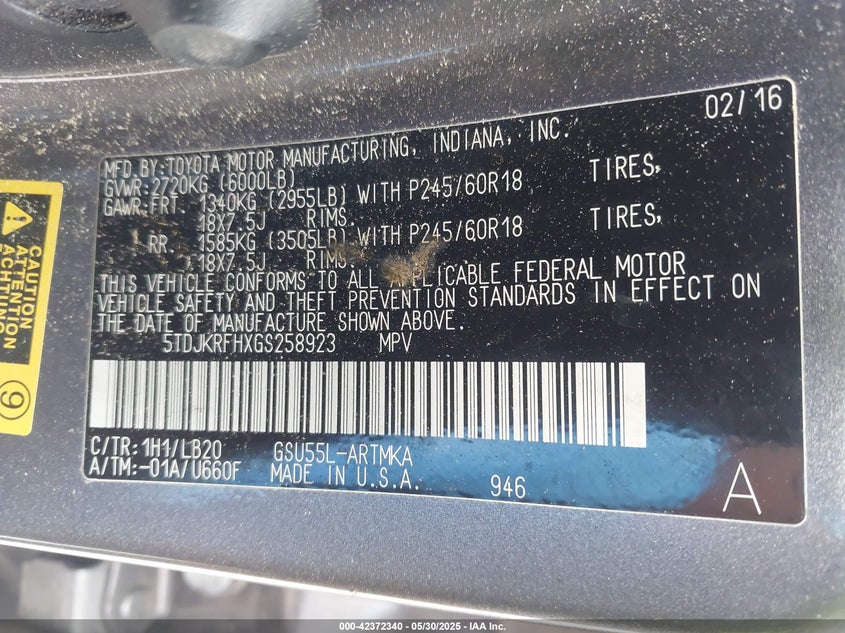 02/16
MFD.BY:TOYOTA MOTOR MANUFACTURING, INDIANA, INC.
GVWR:2720KG (6000LB)
GAWR:FRT. 1340KG (2955LB) WITH P245/60R18 TIRES,
18X7.5J RIMS.
RR. 1585KG (3505LB) WITH P245/60R18 TIRES,
18X7.5J RIMS.
THIS VEHICLE CONFORMS TO ALL APPLICABLE FEDERAL MOTOR
VEHICLE SAFETY AND THEFT PREVENTION STANDARDS IN EFFECT ON
THE DATE OF MANUFACTURE SHOWN ABOVE.
5TDJKRFHXGS258923 MPV
C/TR:1H1/LB20 GSU55L-ARTMKA
A/TM:-01A/U660F MADE IN U.S.A. 946 A
CAUTION
ATTENTION
ACHTUNG
9
000-42372340 - 05/30/2025 - IAA Inc.